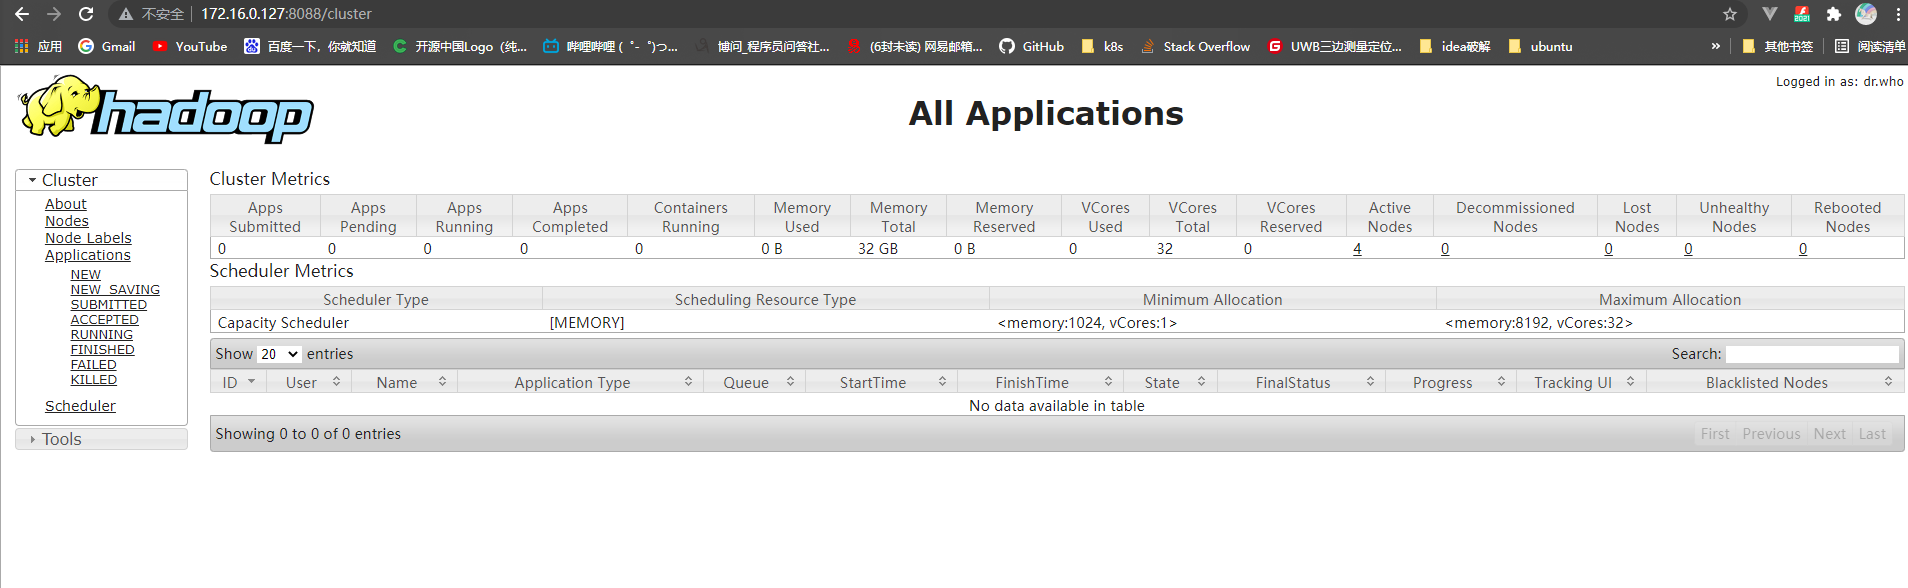 不安全 | 172.16.0.127:8088/cluster
应用 Gmail YouTube 百度一下，你就知道 开源中国Logo（纯... 哔哩哔哩 ( ゜- ゜)つ... 博问_程序员问答社... (6封未读) 网易邮箱... GitHub k8s Stack Overflow UWB三边测量定位... idea破解 ubuntu » 其他书签 阅读清单
Logged in as: dr.who
hadoop
All Applications
Cluster
About
Nodes
Node Labels
Applications
NEW
NEW_SAVING
SUBMITTED
ACCEPTED
RUNNING
FINISHED
FAILED
KILLED
Scheduler
Tools
Cluster Metrics
Apps Submitted Apps Pending Apps Running Apps Completed Containers Running Memory Used Memory Total Memory Reserved VCores Used VCores Total VCores Reserved Active Nodes Decommissioned Nodes Lost Nodes Unhealthy Nodes Rebooted Nodes
0 0 0 0 0 0 B 32 GB 0 B 0 32 0 4 0 0 0 0
Scheduler Metrics
Scheduler Type Scheduling Resource Type Minimum Allocation Maximum Allocation
Capacity Scheduler [MEMORY] <memory:1024, vCores:1> <memory:8192, vCores:32>
Show 20 entries Search:
ID User Name Application Type Queue StartTime FinishTime State FinalStatus Progress Tracking UI Blacklisted Nodes
No data available in table
Showing 0 to 0 of 0 entries First Previous Next Last